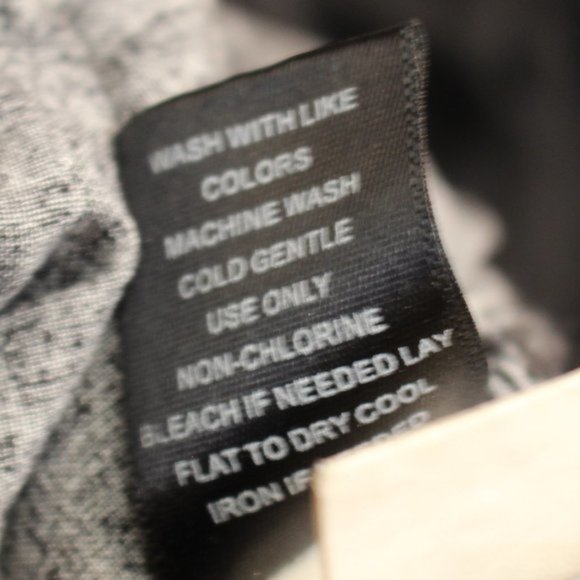 WASH WITH LIKE
COLORS
MACHINE WASH
COLD GENTLE
USE ONLY
NON-CHLORINE
BLEACH IF NEEDED LAY
FLAT TO DRY COOL
IRON IF